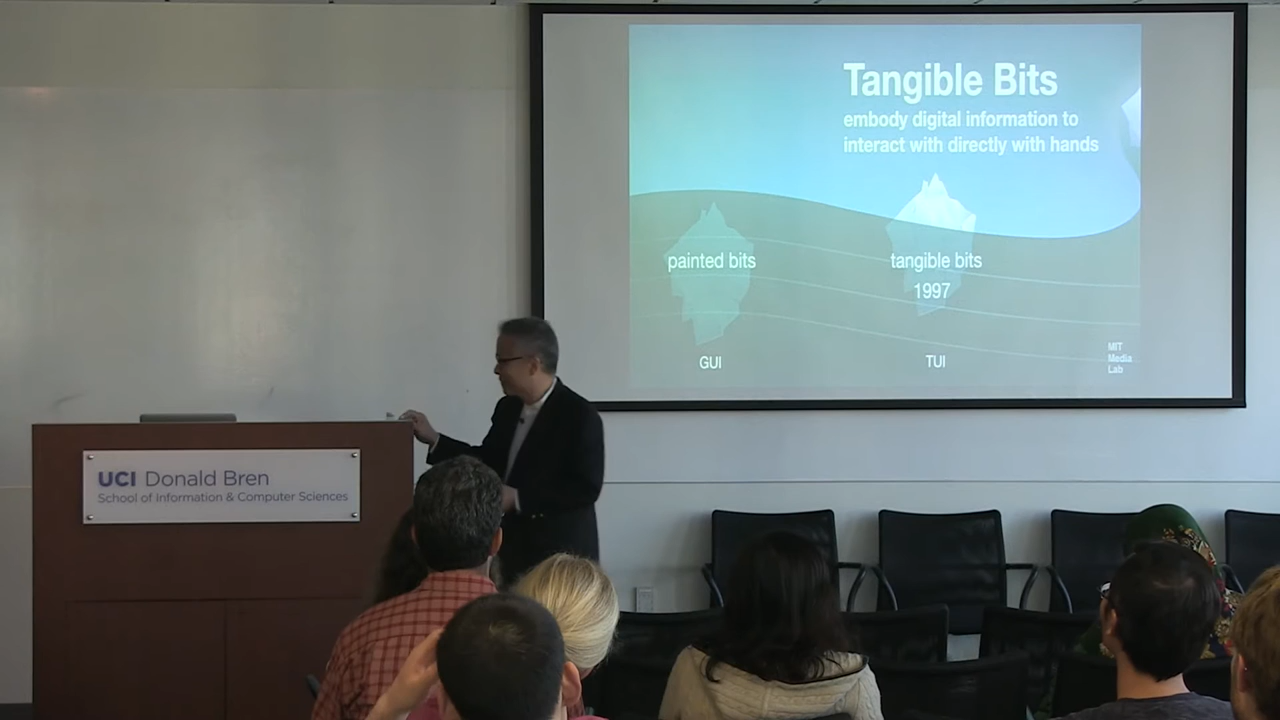 Tangible Bits
embody digital information to
interact with directly with hands
painted bits
tangible bits
1997
GUI
TUI
MIT
Media
Lab
UCI Donald Bren
School of Information & Computer Sciences